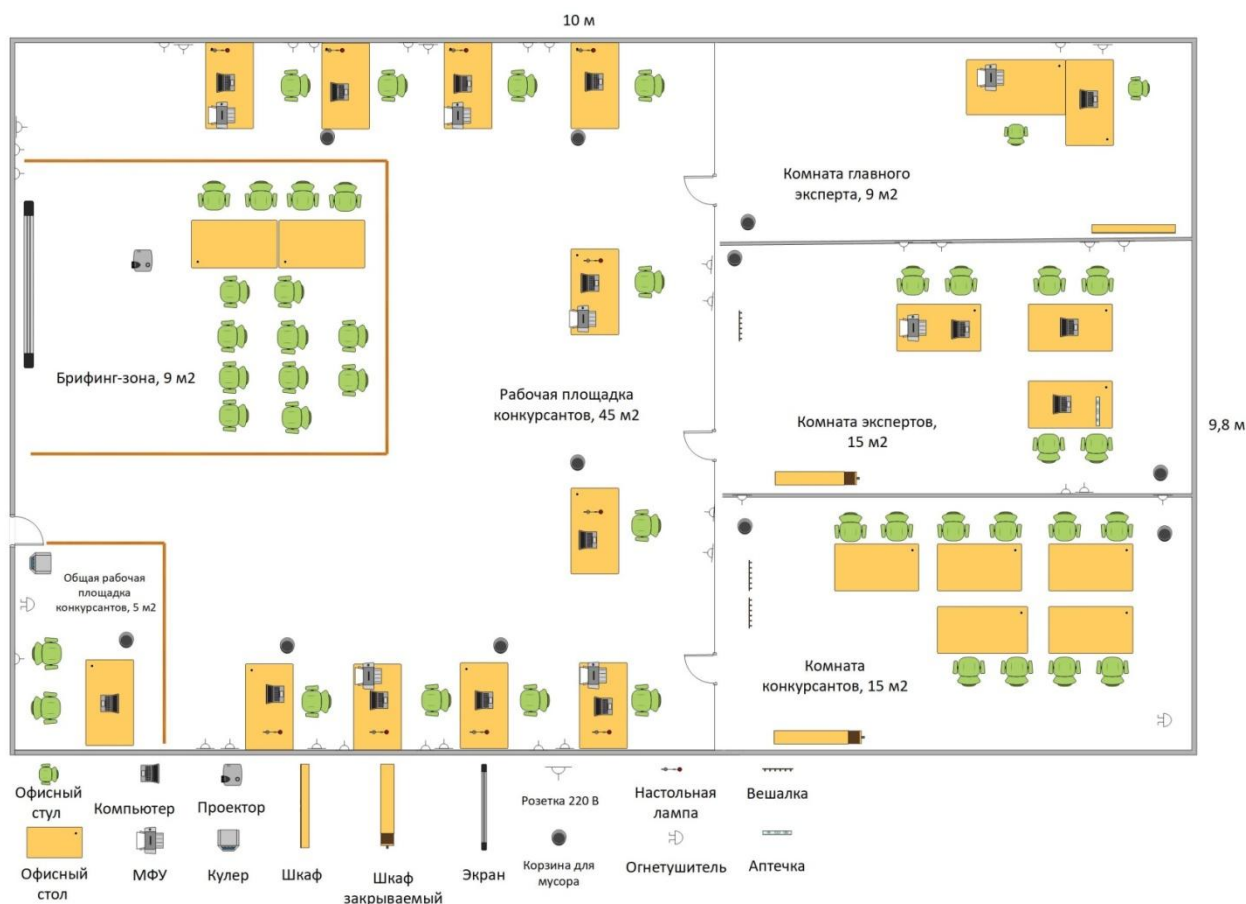 10 м
Комната главного
эксперта, 9 м2
Брифинг-зона, 9 м2
Рабочая площадка
конкурсантов, 45 м2
Комната экспертов,
15 м2
9,8 м
Общая рабочая
площадка
конкурсантов, 5 м2
Комната
конкурсантов, 15 м2
Офисный
стул
Компьютер
Проектор
Розетка 220 В
Настольная
лампа
Вешалка
Офисный
стол
МФУ
Кулер
Шкаф
Шкаф
закрываемый
Экран
Корзина для
мусора
Огнетушитель
Аптечка